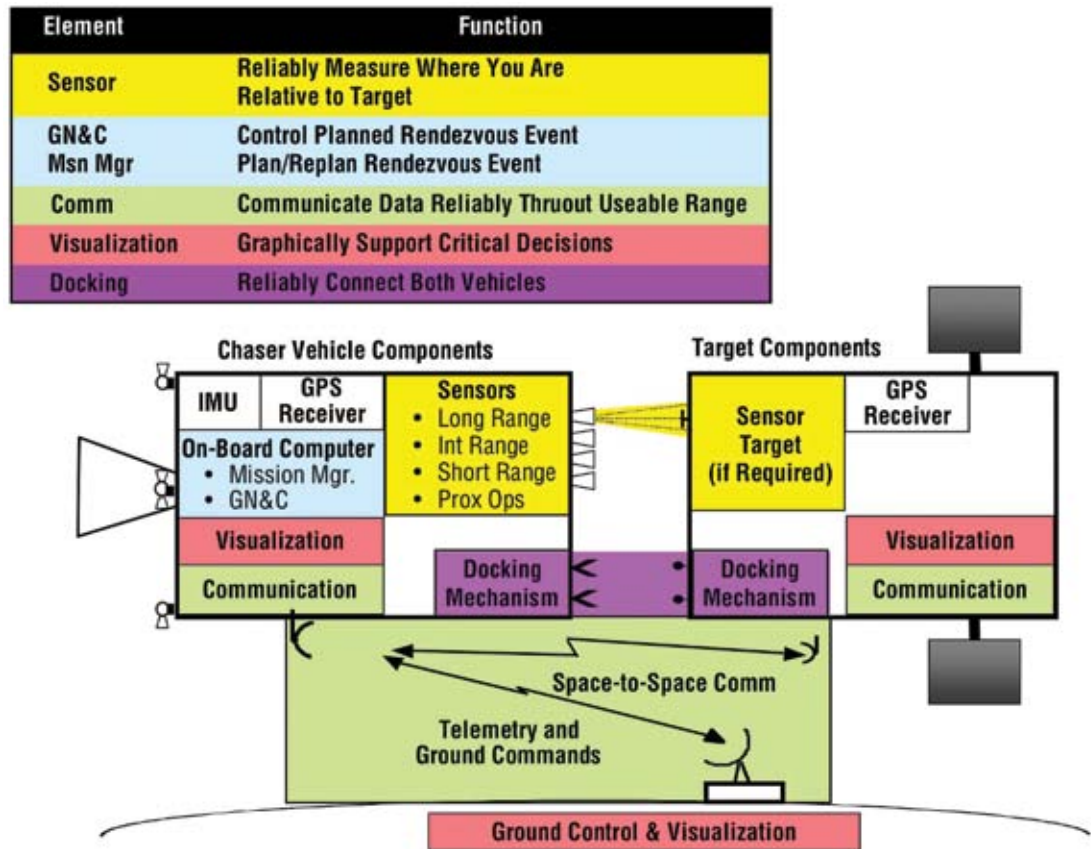 Element Function
Sensor Reliably Measure Where You Are
Relative to Target
GN&C Control Planned Rendezvous Event
Msn Mgr Plan/Replan Rendezvous Event
Comm Communicate Data Reliably Thruout Useable Range
Visualization Graphically Support Critical Decisions
Docking Reliably Connect Both Vehicles
Chaser Vehicle Components
IMU
GPS
Receiver
Sensors
• Long Range
• Int Range
• Short Range
• Prox Ops
On-Board Computer
• Mission Mgr.
• GN&C
Visualization
Communication
Docking
Mechanism
Target Components
Sensor
Target
(if Required)
GPS
Receiver
Docking
Mechanism
Visualization
Communication
Space-to-Space Comm
Telemetry and
Ground Commands
Ground Control & Visualization